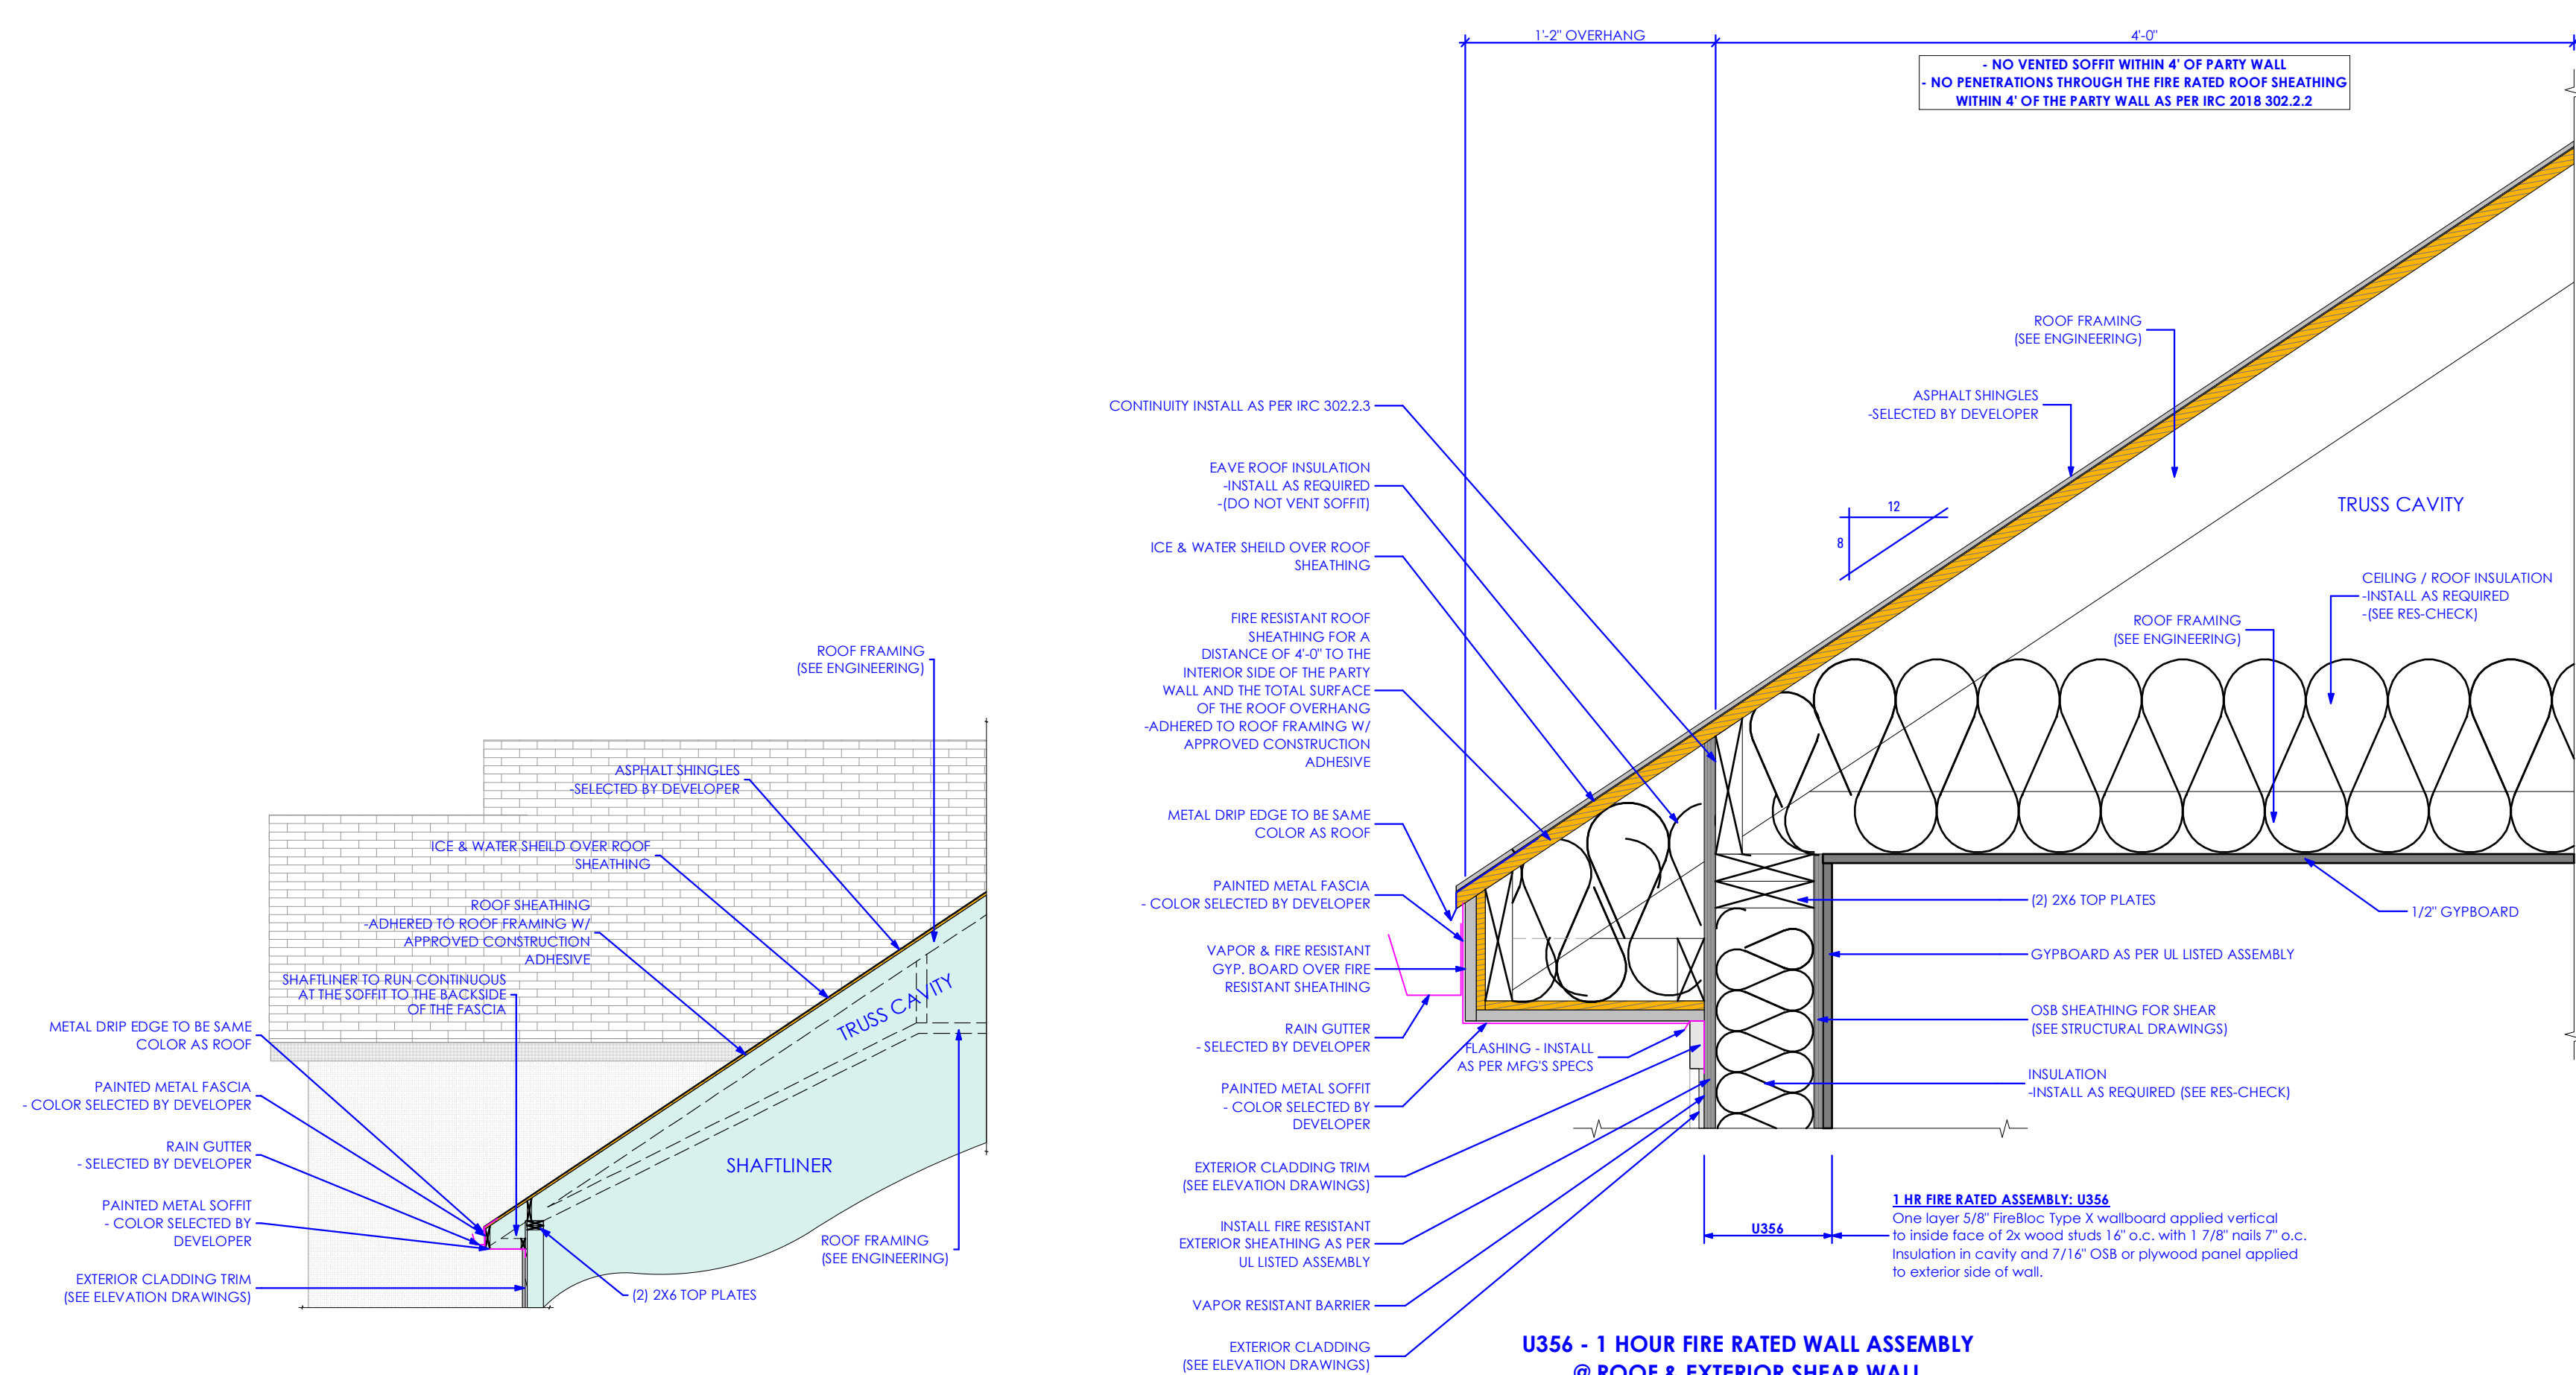 ROOF FRAMING
(SEE ENGINEERING)
ASPHALT SHINGLES
-SELECTED BY DEVELOPER
ICE & WATER SHEILD OVER ROOF
SHEATHING
ROOF SHEATHING
-ADHERED TO ROOF FRAMING W/
APPROVED CONSTRUCTION
ADHESIVE
SHAFTLINER TO RUN CONTINUOUS
AT THE SOFFIT TO THE BACKSIDE
OF THE FASCIA
METAL DRIP EDGE TO BE SAME
COLOR AS ROOF
PAINTED METAL FASCIA
- COLOR SELECTED BY DEVELOPER
RAIN GUTTER
- SELECTED BY DEVELOPER
PAINTED METAL SOFFIT
- COLOR SELECTED BY
DEVELOPER
EXTERIOR CLADDING TRIM
(SEE ELEVATION DRAWINGS)
TRUSS CAVITY
SHAFTLINER
ROOF FRAMING
(SEE ENGINEERING)
(2) 2X6 TOP PLATES
1'-2" OVERHANG
4'-0"
- NO VENTED SOFFIT WITHIN 4' OF PARTY WALL
- NO PENETRATIONS THROUGH THE FIRE RATED ROOF SHEATHING
WITHIN 4' OF THE PARTY WALL AS PER IRC 2018 302.2.2
CONTINUITY INSTALL AS PER IRC 302.2.3
EAVE ROOF INSULATION
-INSTALL AS REQUIRED
-(DO NOT VENT SOFFIT)
ICE & WATER SHEILD OVER ROOF
SHEATHING
FIRE RESISTANT ROOF
SHEATHING FOR A
DISTANCE OF 4'-0" TO THE
INTERIOR SIDE OF THE PARTY
WALL AND THE TOTAL SURFACE
OF THE ROOF OVERHANG
-ADHERED TO ROOF FRAMING W/
APPROVED CONSTRUCTION
ADHESIVE
METAL DRIP EDGE TO BE SAME
COLOR AS ROOF
PAINTED METAL FASCIA
- COLOR SELECTED BY DEVELOPER
VAPOR & FIRE RESISTANT
GYP. BOARD OVER FIRE
RESISTANT SHEATHING
RAIN GUTTER
- SELECTED BY DEVELOPER
FLASHING - INSTALL
AS PER MFG'S SPECS
PAINTED METAL SOFFIT
- COLOR SELECTED BY
DEVELOPER
EXTERIOR CLADDING TRIM
(SEE ELEVATION DRAWINGS)
INSTALL FIRE RESISTANT
EXTERIOR SHEATHING AS PER
UL LISTED ASSEMBLY
VAPOR RESISTANT BARRIER
EXTERIOR CLADDING
(SEE ELEVATION DRAWINGS)
ROOF FRAMING
(SEE ENGINEERING)
ASPHALT SHINGLES
-SELECTED BY DEVELOPER
12
8
TRUSS CAVITY
CEILING / ROOF INSULATION
-INSTALL AS REQUIRED
-(SEE RES-CHECK)
ROOF FRAMING
(SEE ENGINEERING)
(2) 2X6 TOP PLATES
1/2" GYPBOARD
GYPBOARD AS PER UL LISTED ASSEMBLY
OSB SHEATHING FOR SHEAR
(SEE STRUCTURAL DRAWINGS)
INSULATION
-INSTALL AS REQUIRED (SEE RES-CHECK)
U356
1 HR FIRE RATED ASSEMBLY: U356
One layer 5/8" FireBloc Type X wallboard applied vertical
to inside face of 2x wood studs 16" o.c. with 1 7/8" nails 7" o.c.
Insulation in cavity and 7/16" OSB or plywood panel applied
to exterior side of wall.
U356 - 1 HOUR FIRE RATED WALL ASSEMBLY
@ ROOF & EXTERIOR SHEAR WALL